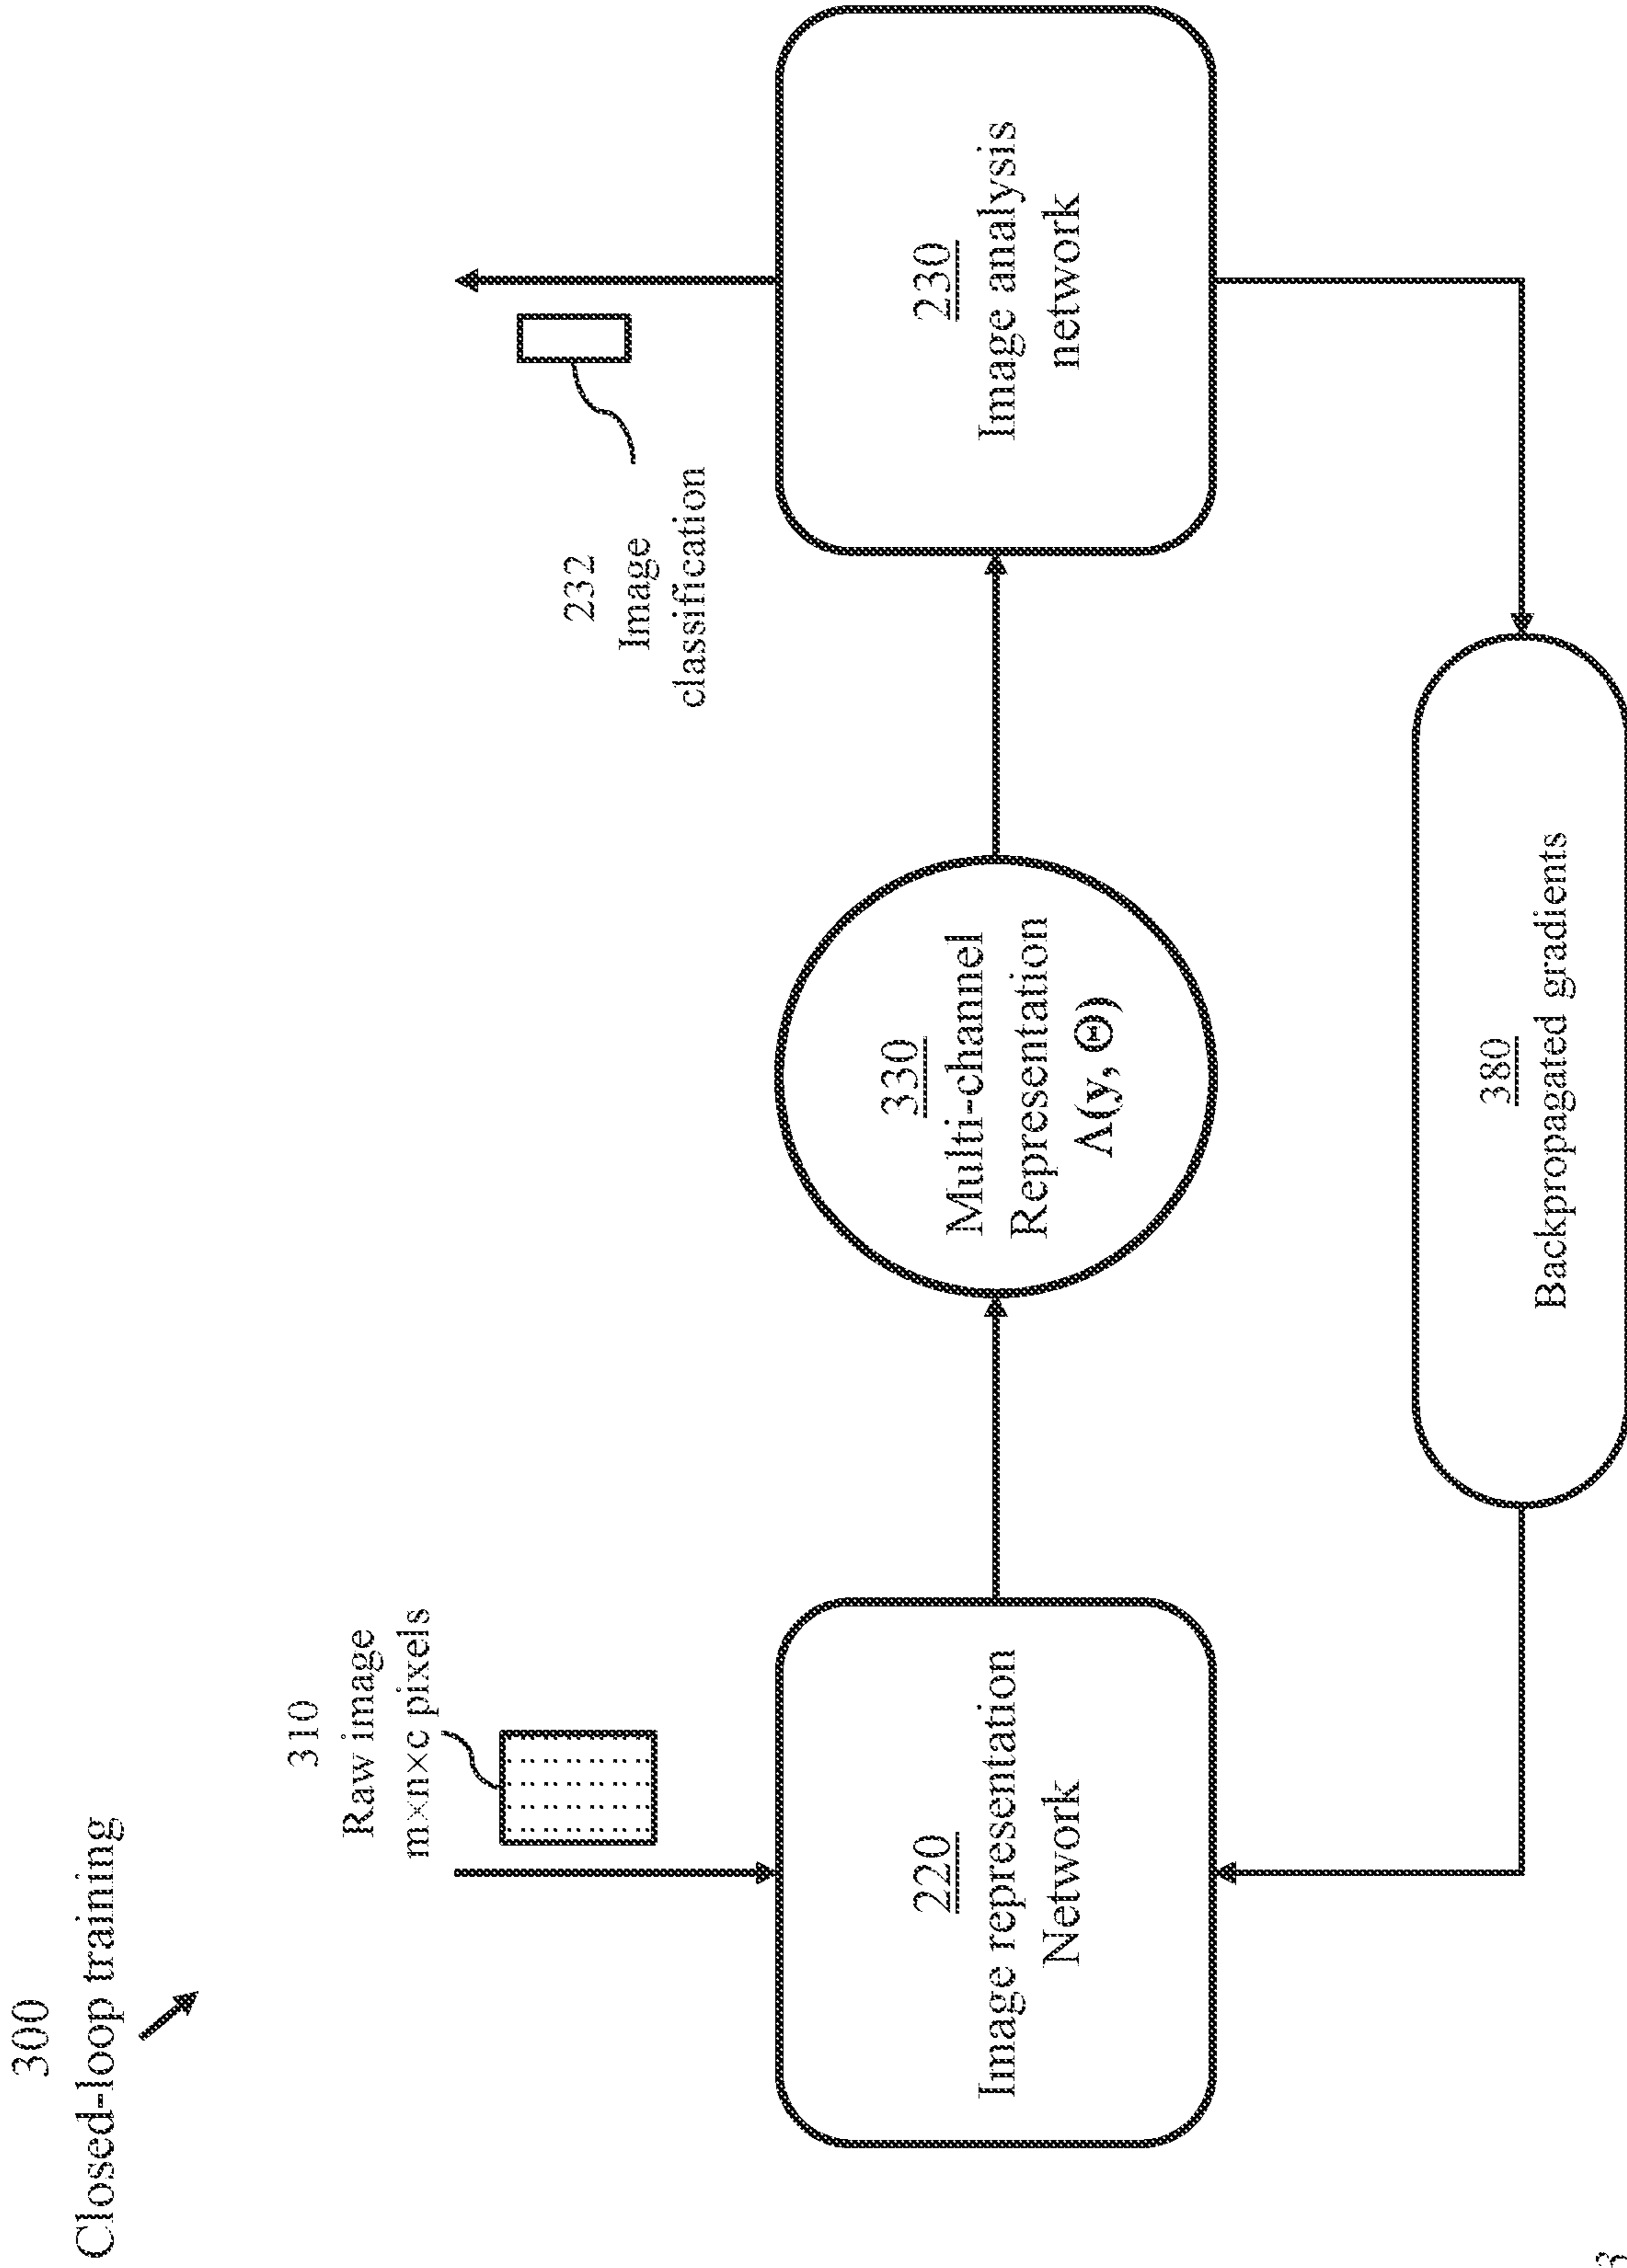 300
Closed-loop training
310
Raw image
m×n×c pixels
232
Image
classification
220
Image representation
Network
330
Multi-channel
Representation
Λ(y, Θ)
230
Image analysis
network
380
Backpropagated gradients